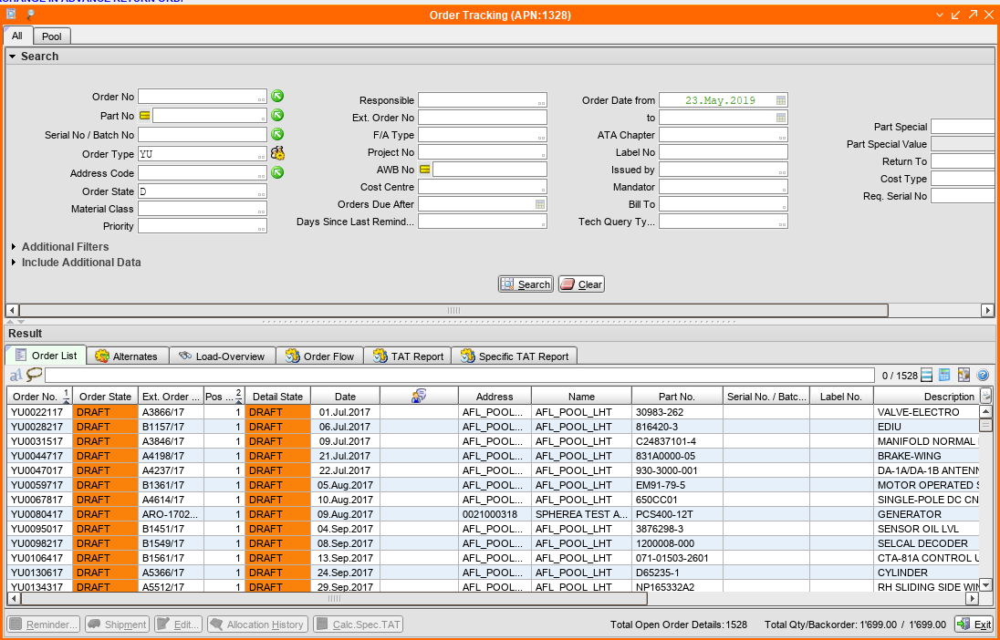 Order Tracking (APN:1328)
All Pool
Search
Order No
Part No
Serial No / Batch No
Order Type YU
Address Code
Order State D
Material Class
Priority
Responsible
Ext. Order No
F/A Type
Project No
AWB No
Cost Centre
Orders Due After
Days Since Last Remind...
Order Date from 23.May.2019
to
ATA Chapter
Label No
Issued by
Mandator
Bill To
Tech Query Ty...
Part Special
Part Special Value
Return To
Cost Type
Req. Serial No
Additional Filters
Include Additional Data
Search Clear
Result
Order List Alternates Load-Overview Order Flow TAT Report Specific TAT Report
0 / 1528
Order No. 1 Order State Ext. Order ... Pos ... 2 Detail State Date Address Name Part No. Serial No. / Batc... Label No. Description
YU0022117 DRAFT A3866/17 1 DRAFT 01.Jul.2017 AFL_POOL... AFL_POOL_LHT 30983-262 VALVE-ELECTRO
YU0028217 DRAFT B1157/17 1 DRAFT 06.Jul.2017 AFL_POOL... AFL_POOL_LHT 816420-3 EDIU
YU0031517 DRAFT A3846/17 1 DRAFT 09.Jul.2017 AFL_POOL... AFL_POOL_LHT C24837101-4 MANIFOLD NORMAL
YU0044717 DRAFT A4198/17 1 DRAFT 21.Jul.2017 AFL_POOL... AFL_POOL_LHT 831A0000-05 BRAKE-WING
YU0047017 DRAFT A4237/17 1 DRAFT 22.Jul.2017 AFL_POOL... AFL_POOL_LHT 930-3000-001 DA-1A/DA-1B ANTENN
YU0059717 DRAFT B1361/17 1 DRAFT 05.Aug.2017 AFL_POOL... AFL_POOL_LHT EM91-79-5 MOTOR OPERATED S
YU0067817 DRAFT A4614/17 1 DRAFT 10.Aug.2017 AFL_POOL... AFL_POOL_LHT 650CC01 SINGLE-POLE DC CN
YU0080417 DRAFT ARO-1702... 1 DRAFT 09.Aug.2017 0021000318 SPHEREA TEST A... PCS400-12T GENERATOR
YU0095017 DRAFT B1451/17 1 DRAFT 04.Sep.2017 AFL_POOL... AFL_POOL_LHT 3876298-3 SENSOR OIL LVL
YU0098217 DRAFT B1549/17 1 DRAFT 08.Sep.2017 AFL_POOL... AFL_POOL_LHT 1200008-000 SELCAL DECODER
YU0106417 DRAFT B1561/17 1 DRAFT 13.Sep.2017 AFL_POOL... AFL_POOL_LHT 071-01503-2601 CTA-81A CONTROL U
YU0130617 DRAFT A5366/17 1 DRAFT 24.Sep.2017 AFL_POOL... AFL_POOL_LHT D65235-1 CYLINDER
YU0134317 DRAFT A5512/17 1 DRAFT 29.Sep.2017 AFL_POOL... AFL_POOL_LHT NP165332A2 RH SLIDING SIDE WIN
Reminder... Shipment Edit... Allocation History Calc.Spec.TAT Total Open Order Details: 1528 Total Qty/Backorder: 1'699.00 / 1'699.00 Exit